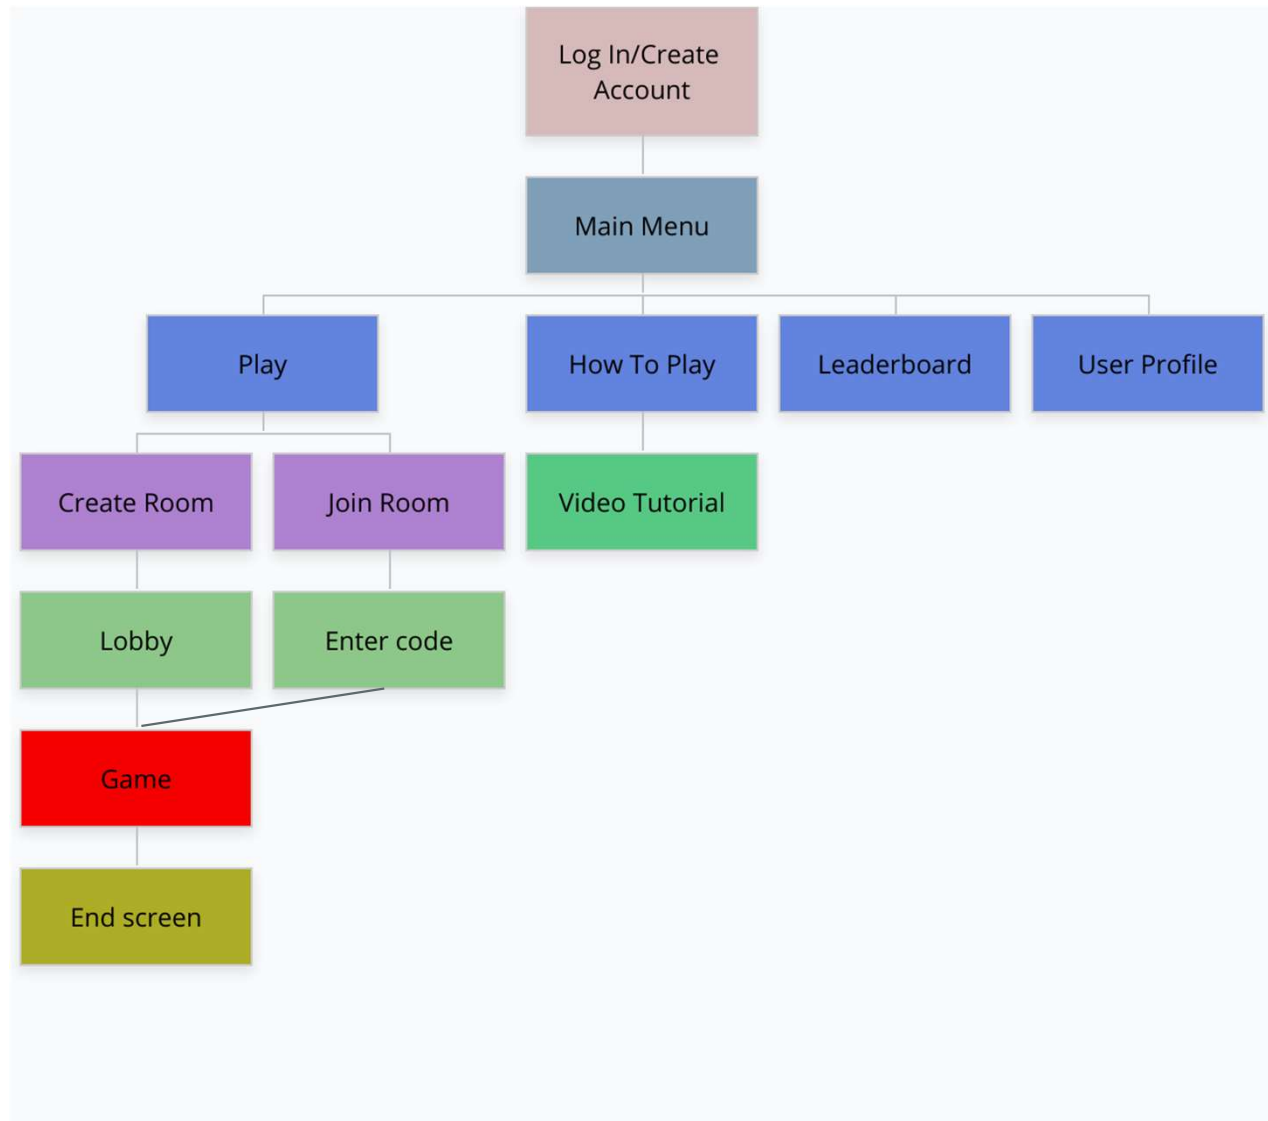 Log In/Create
Account
Main Menu
Play
How To Play
Leaderboard
User Profile
Create Room
Join Room
Video Tutorial
Lobby
Enter code
Game
End screen